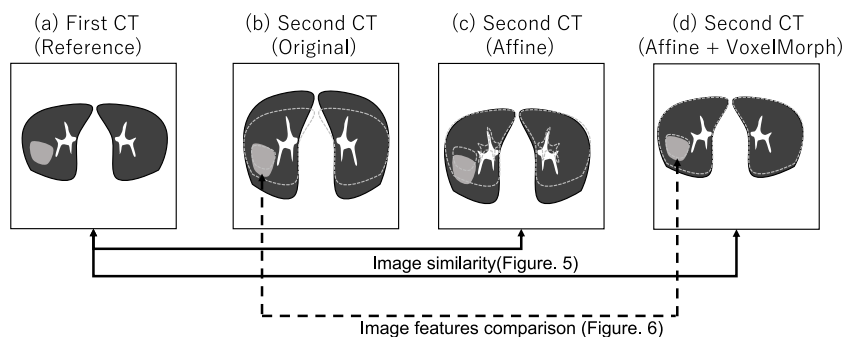 (a) First CT
(Reference)
(b) Second CT
(Original)
(c) Second CT
(Affine)
(d) Second CT
(Affine + VoxelMorph)
Image similarity(Figure. 5)
Image features comparison (Figure. 6)